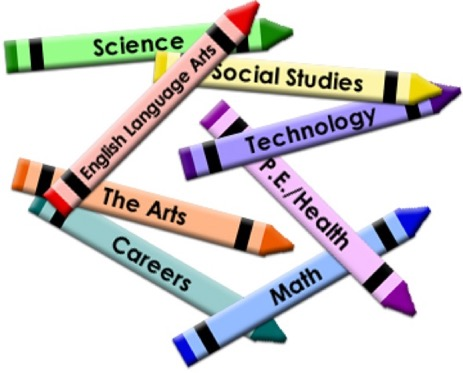 Science
Social Studies
English Language Arts
Technology
P.E./Health
The Arts
Careers
Math